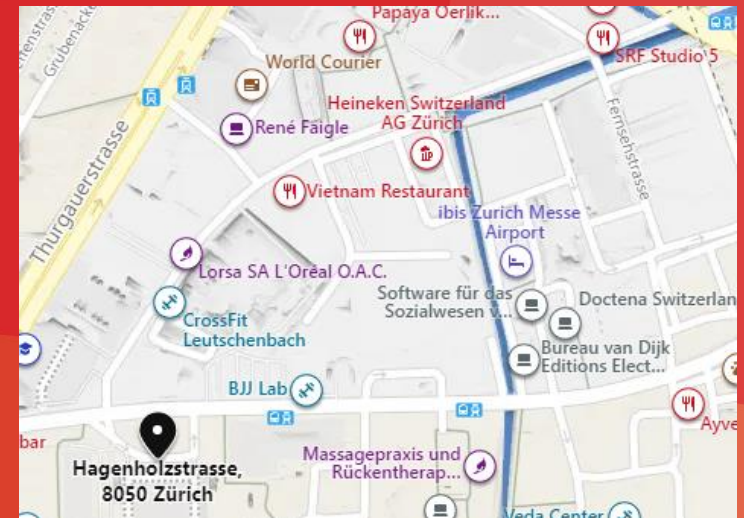 Papaya Oerlik...
SRF Studio 5
World Courier
Grubenacke
Heineken Switzerland
AG Zürich
René Faigle
Fernsehstrasse
Thurgauerstrasse
Vietnam Restaurant
ibis Zurich Messe
Airport
Lorsa SA L'Oréal O.A.C.
Software für das
Sozialwesen v...
Doctena Switzerlan
CrossFit
Leutschenbach
Bureau van Dijk
Editions Elect...
BJJ Lab
Ayve
bar
Hagenholzstrasse,
8050 Zürich
Massagepraxis und
Rückentherap...
Veda Center